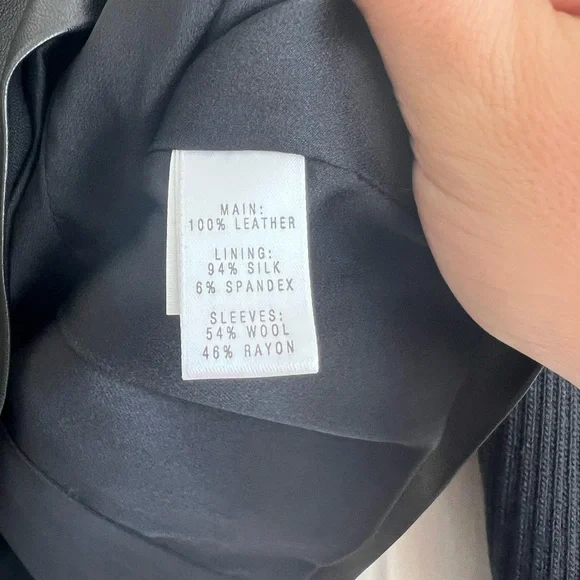 MAIN:
100% LEATHER
LINING:
94% SILK
6% SPANDEX
SLEEVES:
54% WOOL
46% RAYON